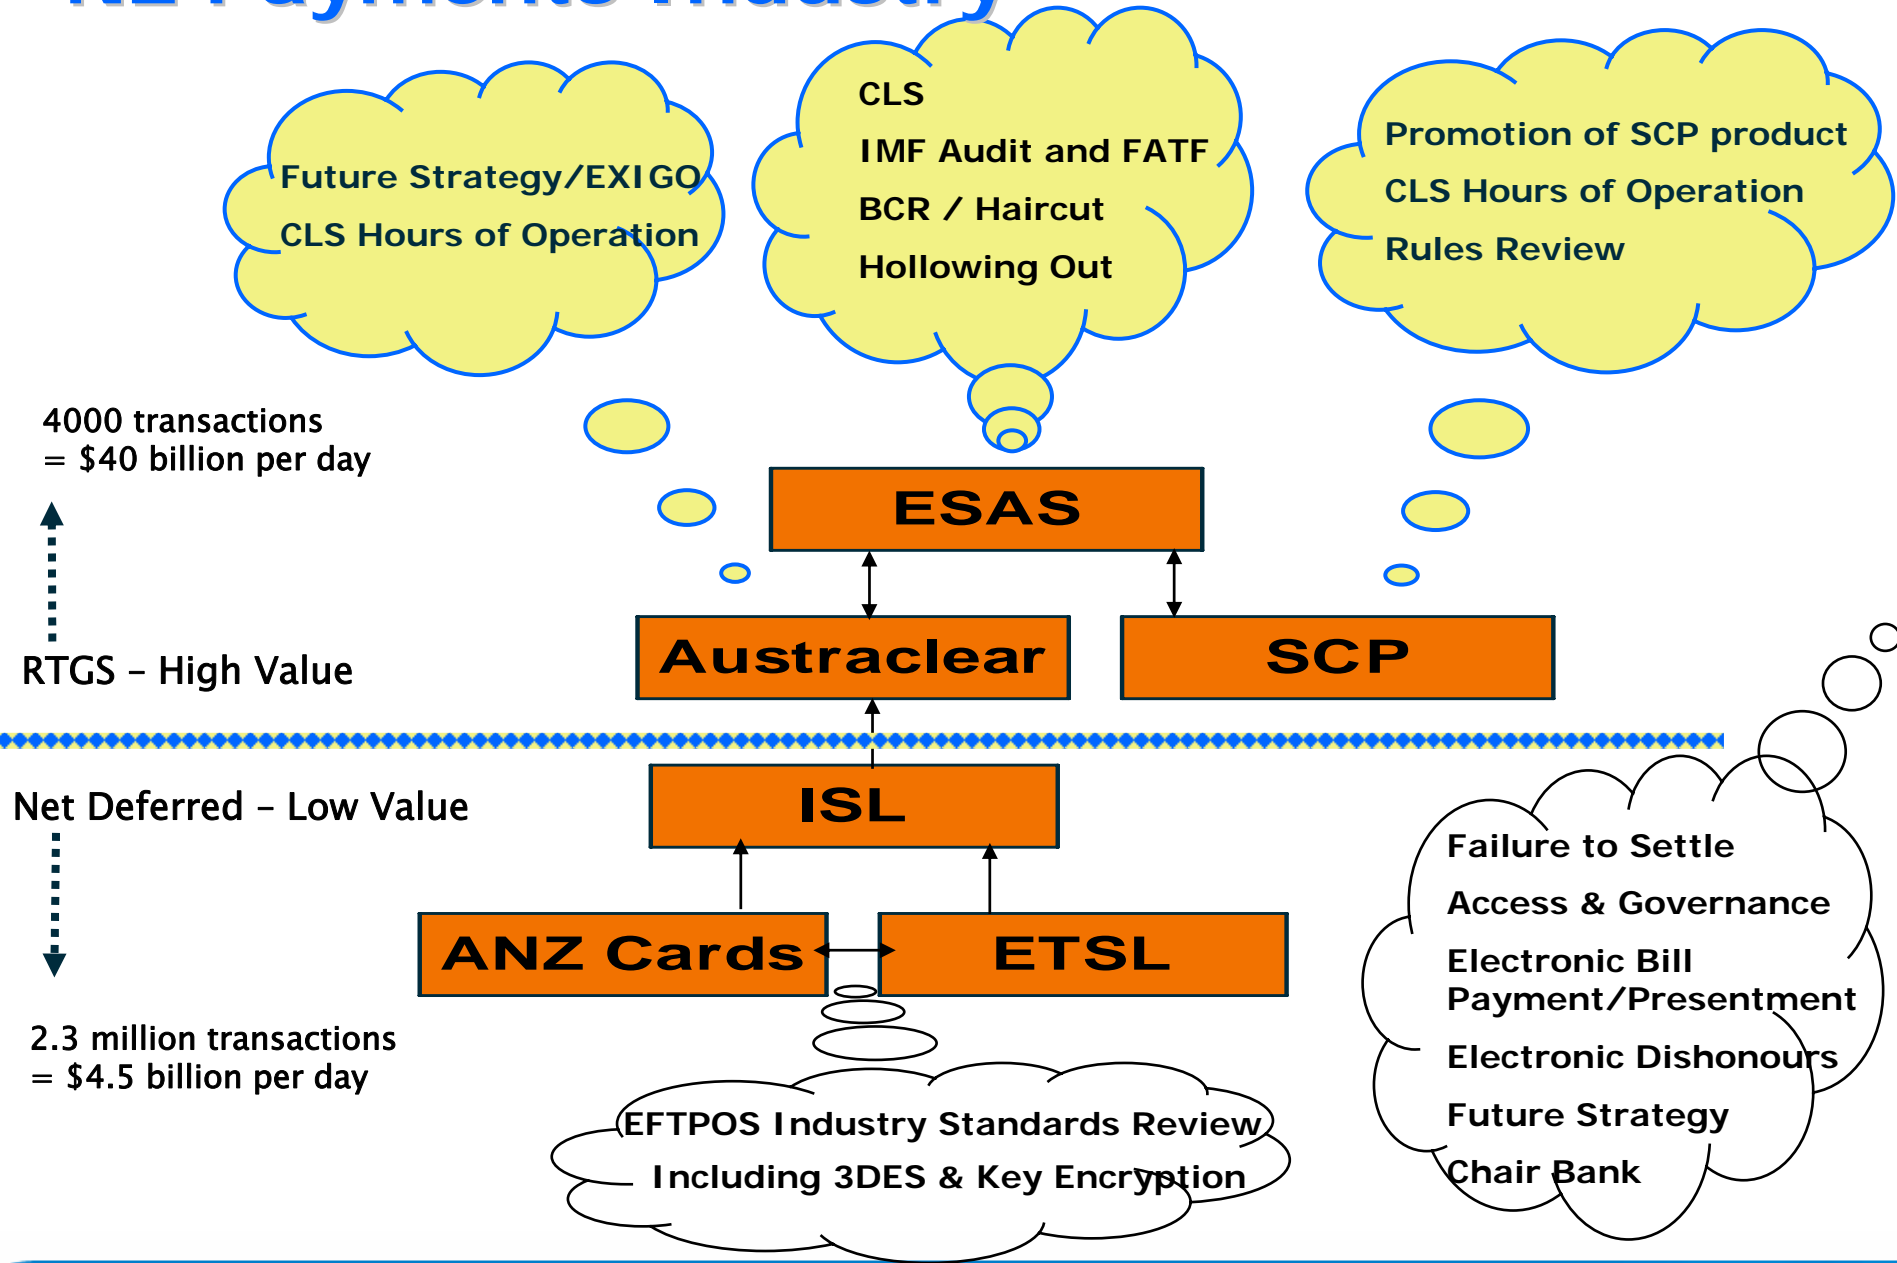 NZ Payments Industry
Future Strategy/EXIGO
CLS Hours of Operation
CLS
IMF Audit and FATF
BCR / Haircut
Hollowing Out
Promotion of SCP product
CLS Hours of Operation
Rules Review
4000 transactions
= $40 billion per day
ESAS
Austraclear
SCP
RTGS – High Value
Net Deferred – Low Value
ISL
ANZ Cards
ETSL
2.3 million transactions
= $4.5 billion per day
EFTPOS Industry Standards Review
Including 3DES & Key Encryption
Failure to Settle
Access & Governance
Electronic Bill
Payment/Presentment
Electronic Dishonours
Future Strategy
Chair Bank